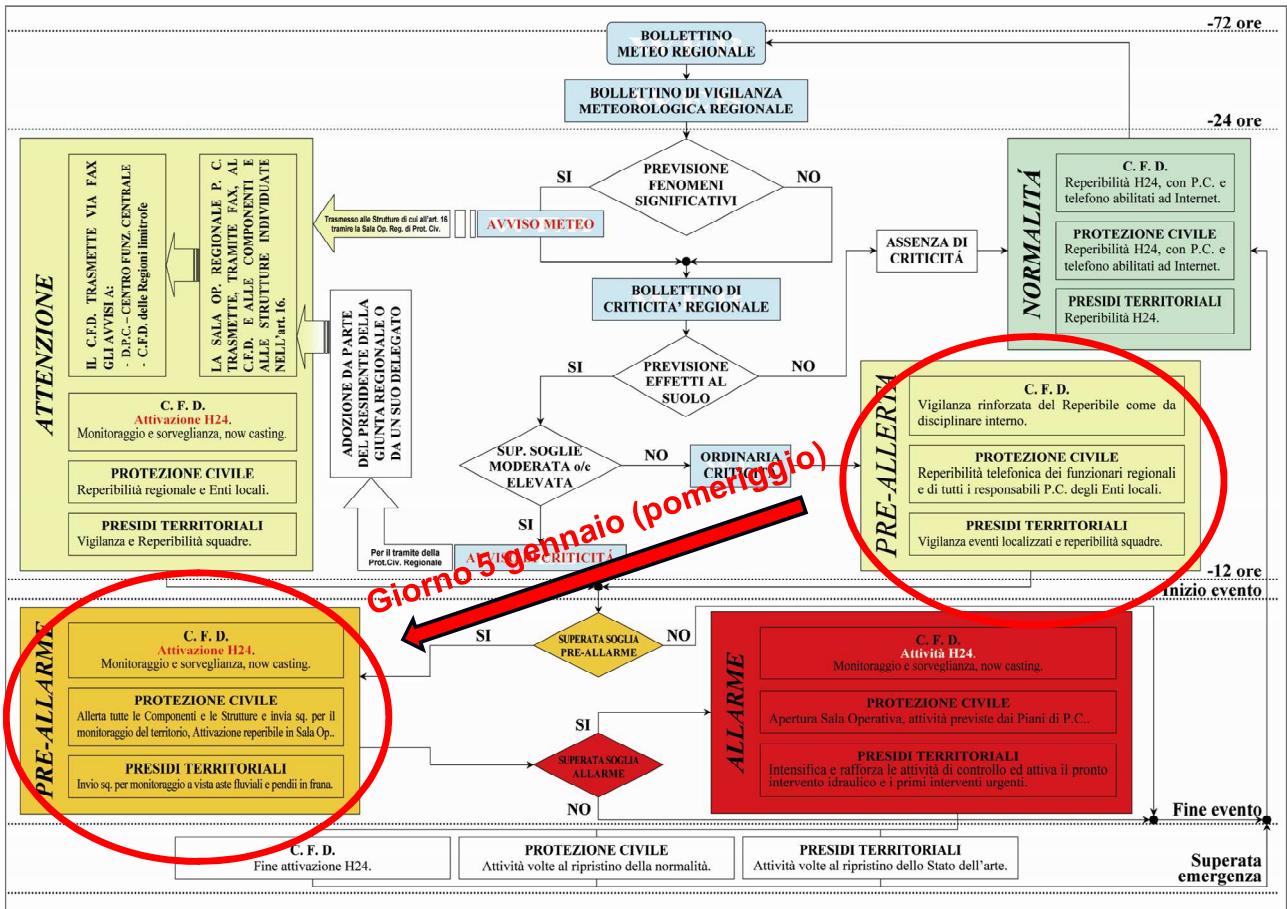 -72 ore
BOLLETTINO
METEO REGIONALE
BOLLETTINO DI VIGILANZA
METEOROLOGICA REGIONALE
-24 ore
PREVISIONE
FENOMENI
SIGNIFICATIVI
SI
NO
AVVISO METEO
Trasmesso alle Strutture di cui all'art. 16
tramite la Sala Op. Reg. di Prot. Civ.
ATTENZIONE
IL C.F.D. TRASMETTE VIA FAX
GLI AVVISI A:
- D.P.C. – CENTRO FUNZ. CENTRALE
- C.F.D. delle Regioni limitrofe
LA SALA OP. REGIONALE P. C.
TRASMETTE, TRAMITE FAX, AL
C.F.D. E ALLE COMPONENTI E
ALLE STRUTTURE INDIVIDUATE
NELL'art. 16.
C. F. D.
Attivazione H24.
Monitoraggio e sorveglianza, now casting.
PROTEZIONE CIVILE
Reperibilità regionale e Enti locali.
PRESIDI TERRITORIALI
Vigilanza e Reperibilità squadre.
ADOZIONE DA PARTE
DEL PRESIDENTE DELLA
GIUNTA REGIONALE O
DA UN SUO DELEGATO
Per il tramite della
Prot.Civ. Regionale
BOLLETTINO DI
CRITICITA' REGIONALE
PREVISIONE
EFFETTI AL
SUOLO
SI
NO
ASSENZA DI
CRITICITÁ
NORMALITÁ
C. F. D.
Reperibilità H24, con P.C. e
telefono abilitati ad Internet.
PROTEZIONE CIVILE
Reperibilità H24, con P.C. e
telefono abilitati ad Internet.
PRESIDI TERRITORIALI
Reperibilità H24.
SUP. SOGLIE
MODERATA o/e
ELEVATA
NO
SI
ORDINARIA
CRITICITÀ
AVVISO DI CRITICITÁ
PRE-ALLERTA
C. F. D.
Vigilanza rinforzata del Reperibile come da
disciplinare interno.
PROTEZIONE CIVILE
Reperibilità telefonica dei funzionari regionali
e di tutti i responsabili P.C. degli Enti locali.
PRESIDI TERRITORIALI
Vigilanza eventi localizzati e reperibilità squadre.
Giorno 5 gennaio (pomeriggio)
-12 ore
Inizio evento
PRE-ALLARME
C. F. D.
Attivazione H24.
Monitoraggio e sorveglianza, now casting.
PROTEZIONE CIVILE
Allerta tutte le Componenti e le Strutture e invia sq. per il
monitoraggio del territorio, Attivazione reperibile in Sala Op..
PRESIDI TERRITORIALI
Invio sq. per monitoraggio a vista aste fluviali e pendii in frana.
SUPERATA SOGLIA
PRE-ALLARME
SI
NO
SUPERATA SOGLIA
ALLARME
SI
NO
ALLARME
C. F. D.
Attività H24.
Monitoraggio e sorveglianza, now casting.
PROTEZIONE CIVILE
Apertura Sala Operativa, attività previste dai Piani di P.C..
PRESIDI TERRITORIALI
Intensifica e rafforza le attività di controllo ed attiva il pronto
intervento idraulico e i primi interventi urgenti.
Fine evento
C. F. D.
Fine attivazione H24.
PROTEZIONE CIVILE
Attività volte al ripristino della normalità.
PRESIDI TERRITORIALI
Attività volte al ripristino dello Stato dell'arte.
Superata
emergenza